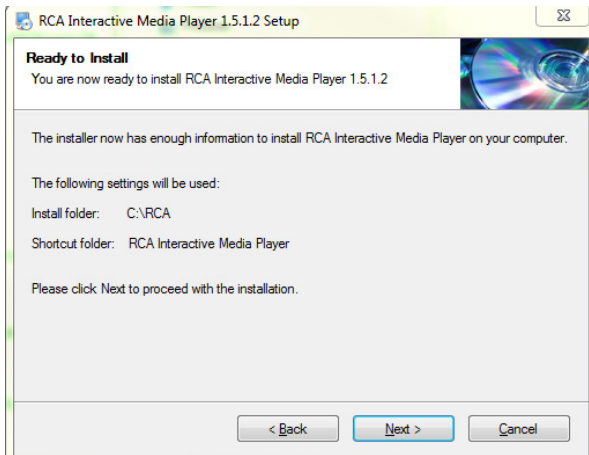 RCA Interactive Media Player 1.5.1.2 Setup
Ready to Install
You are now ready to install RCA Interactive Media Player 1.5.1.2
The installer now has enough information to install RCA Interactive Media Player on your computer.
The following settings will be used:
Install folder: C:\RCA
Shortcut folder: RCA Interactive Media Player
Please click Next to proceed with the installation.
< Back Next > Cancel